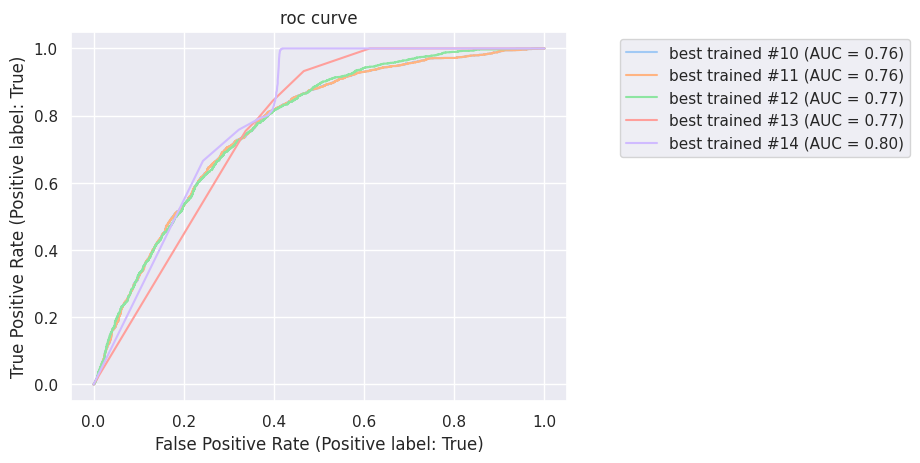 roc curve
True Positive Rate (Positive label: True)
1.0
0.8
0.6
0.4
0.2
0.0
0.0 0.2 0.4 0.6 0.8 1.0
False Positive Rate (Positive label: True)
best trained #10 (AUC = 0.76)
best trained #11 (AUC = 0.76)
best trained #12 (AUC = 0.77)
best trained #13 (AUC = 0.77)
best trained #14 (AUC = 0.80)